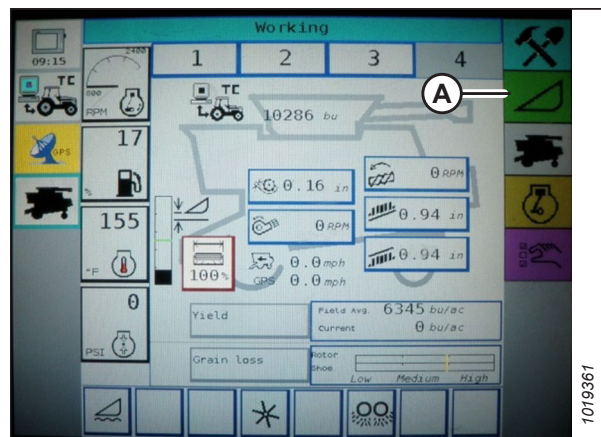 Working
09:15
TC
GPS
2400
800
RPM
17
%
155
°F
0
PSI
1
2
3
4
TC
10286 bu
A
0.16 in
0 RPM
0 RPM
0.94 in
0.94 in
100%
0.0 mph
GPS 0.0 mph
Yield
Field Avg. 6345 bu/ac
Current 0 bu/ac
Grain loss
Rotor
Shoe
Low Medium High
1019361